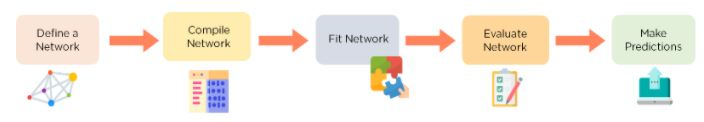 Define a
Network
Compile
Network
Fit Network
Evaluate
Network
Make
Predictions